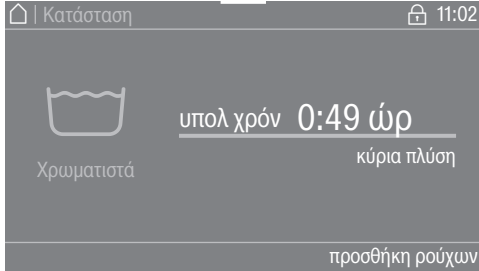 | Κατάσταση 11:02
υπολ χρόν 0:49 ώρ
κύρια πλύση
Χρωματιστά
προσθήκη ρούχων